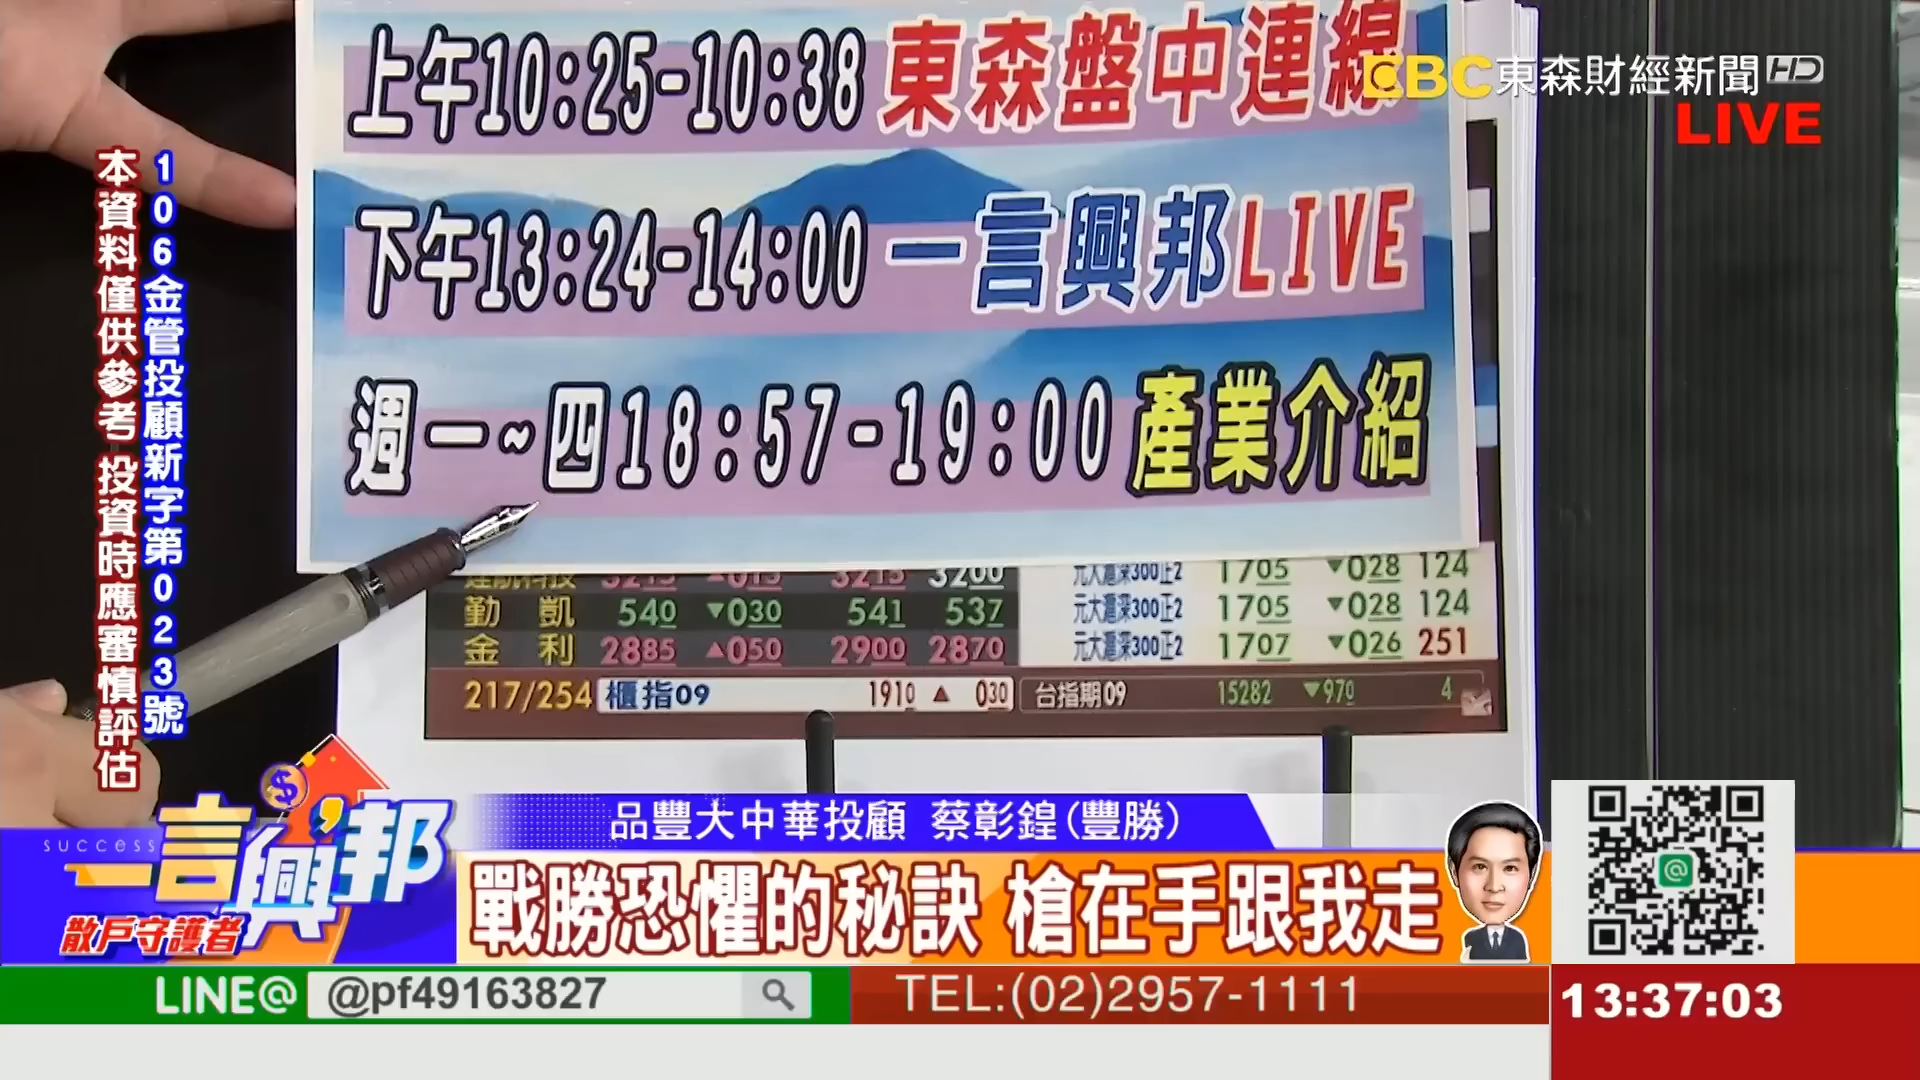 上午10:25-10:38 東森盤中連線
EBC東森財經新聞HD
LIVE
下午13:24-14:00 一言興邦LIVE
週一~四18:57-19:00 產業介紹
106金管投顧新字第023號
本資料僅供參考 投資時應審慎評估
3215 ▲015 3215 3200
元大滬深300正2 1705 ▼028 124
勤凱 540 ▼030 541 537
元大滬深300正2 1705 ▼028 124
金利 2885 ▲050 2900 2870
元大滬深300正2 1707 ▼026 251
217/254 櫃指09 1910 ▲ 030
台指期09 15282 ▼970 4
success
一言興邦
散戶守護者
品豐大中華投顧 蔡彰鍠(豐勝)
戰勝恐懼的秘訣 槍在手跟我走
LINE@ @pf49163827
TEL:(02)2957-1111
13:37:03